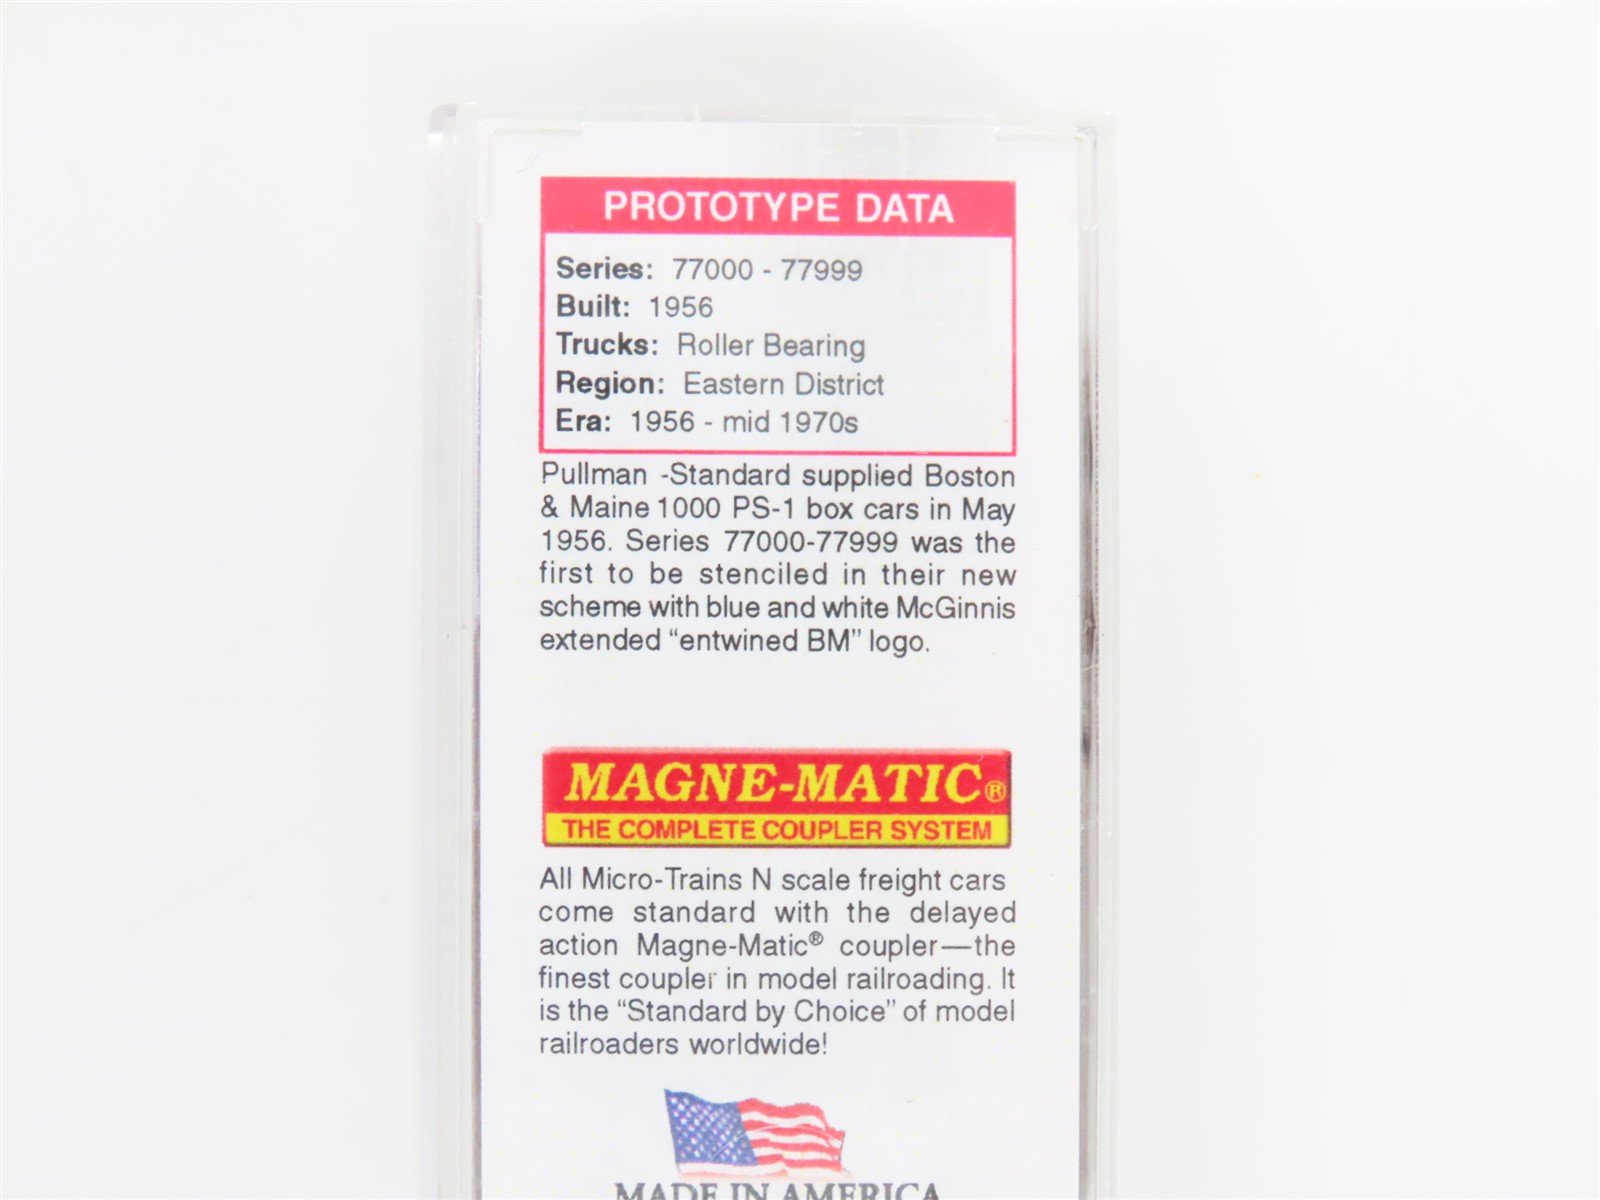 PROTOTYPE DATA
Series: 77000 - 77999
Built: 1956
Trucks: Roller Bearing
Region: Eastern District
Era: 1956 - mid 1970s
Pullman -Standard supplied Boston
& Maine 1000 PS-1 box cars in May
1956. Series 77000-77999 was the
first to be stenciled in their new
scheme with blue and white McGinnis
extended “entwined BM” logo.
MAGNE-MATIC®
THE COMPLETE COUPLER SYSTEM
All Micro-Trains N scale freight cars
come standard with the delayed
action Magne-Matic® coupler—the
finest coupler in model railroading. It
is the “Standard by Choice” of model
railroaders worldwide!
MADE IN AMERICA